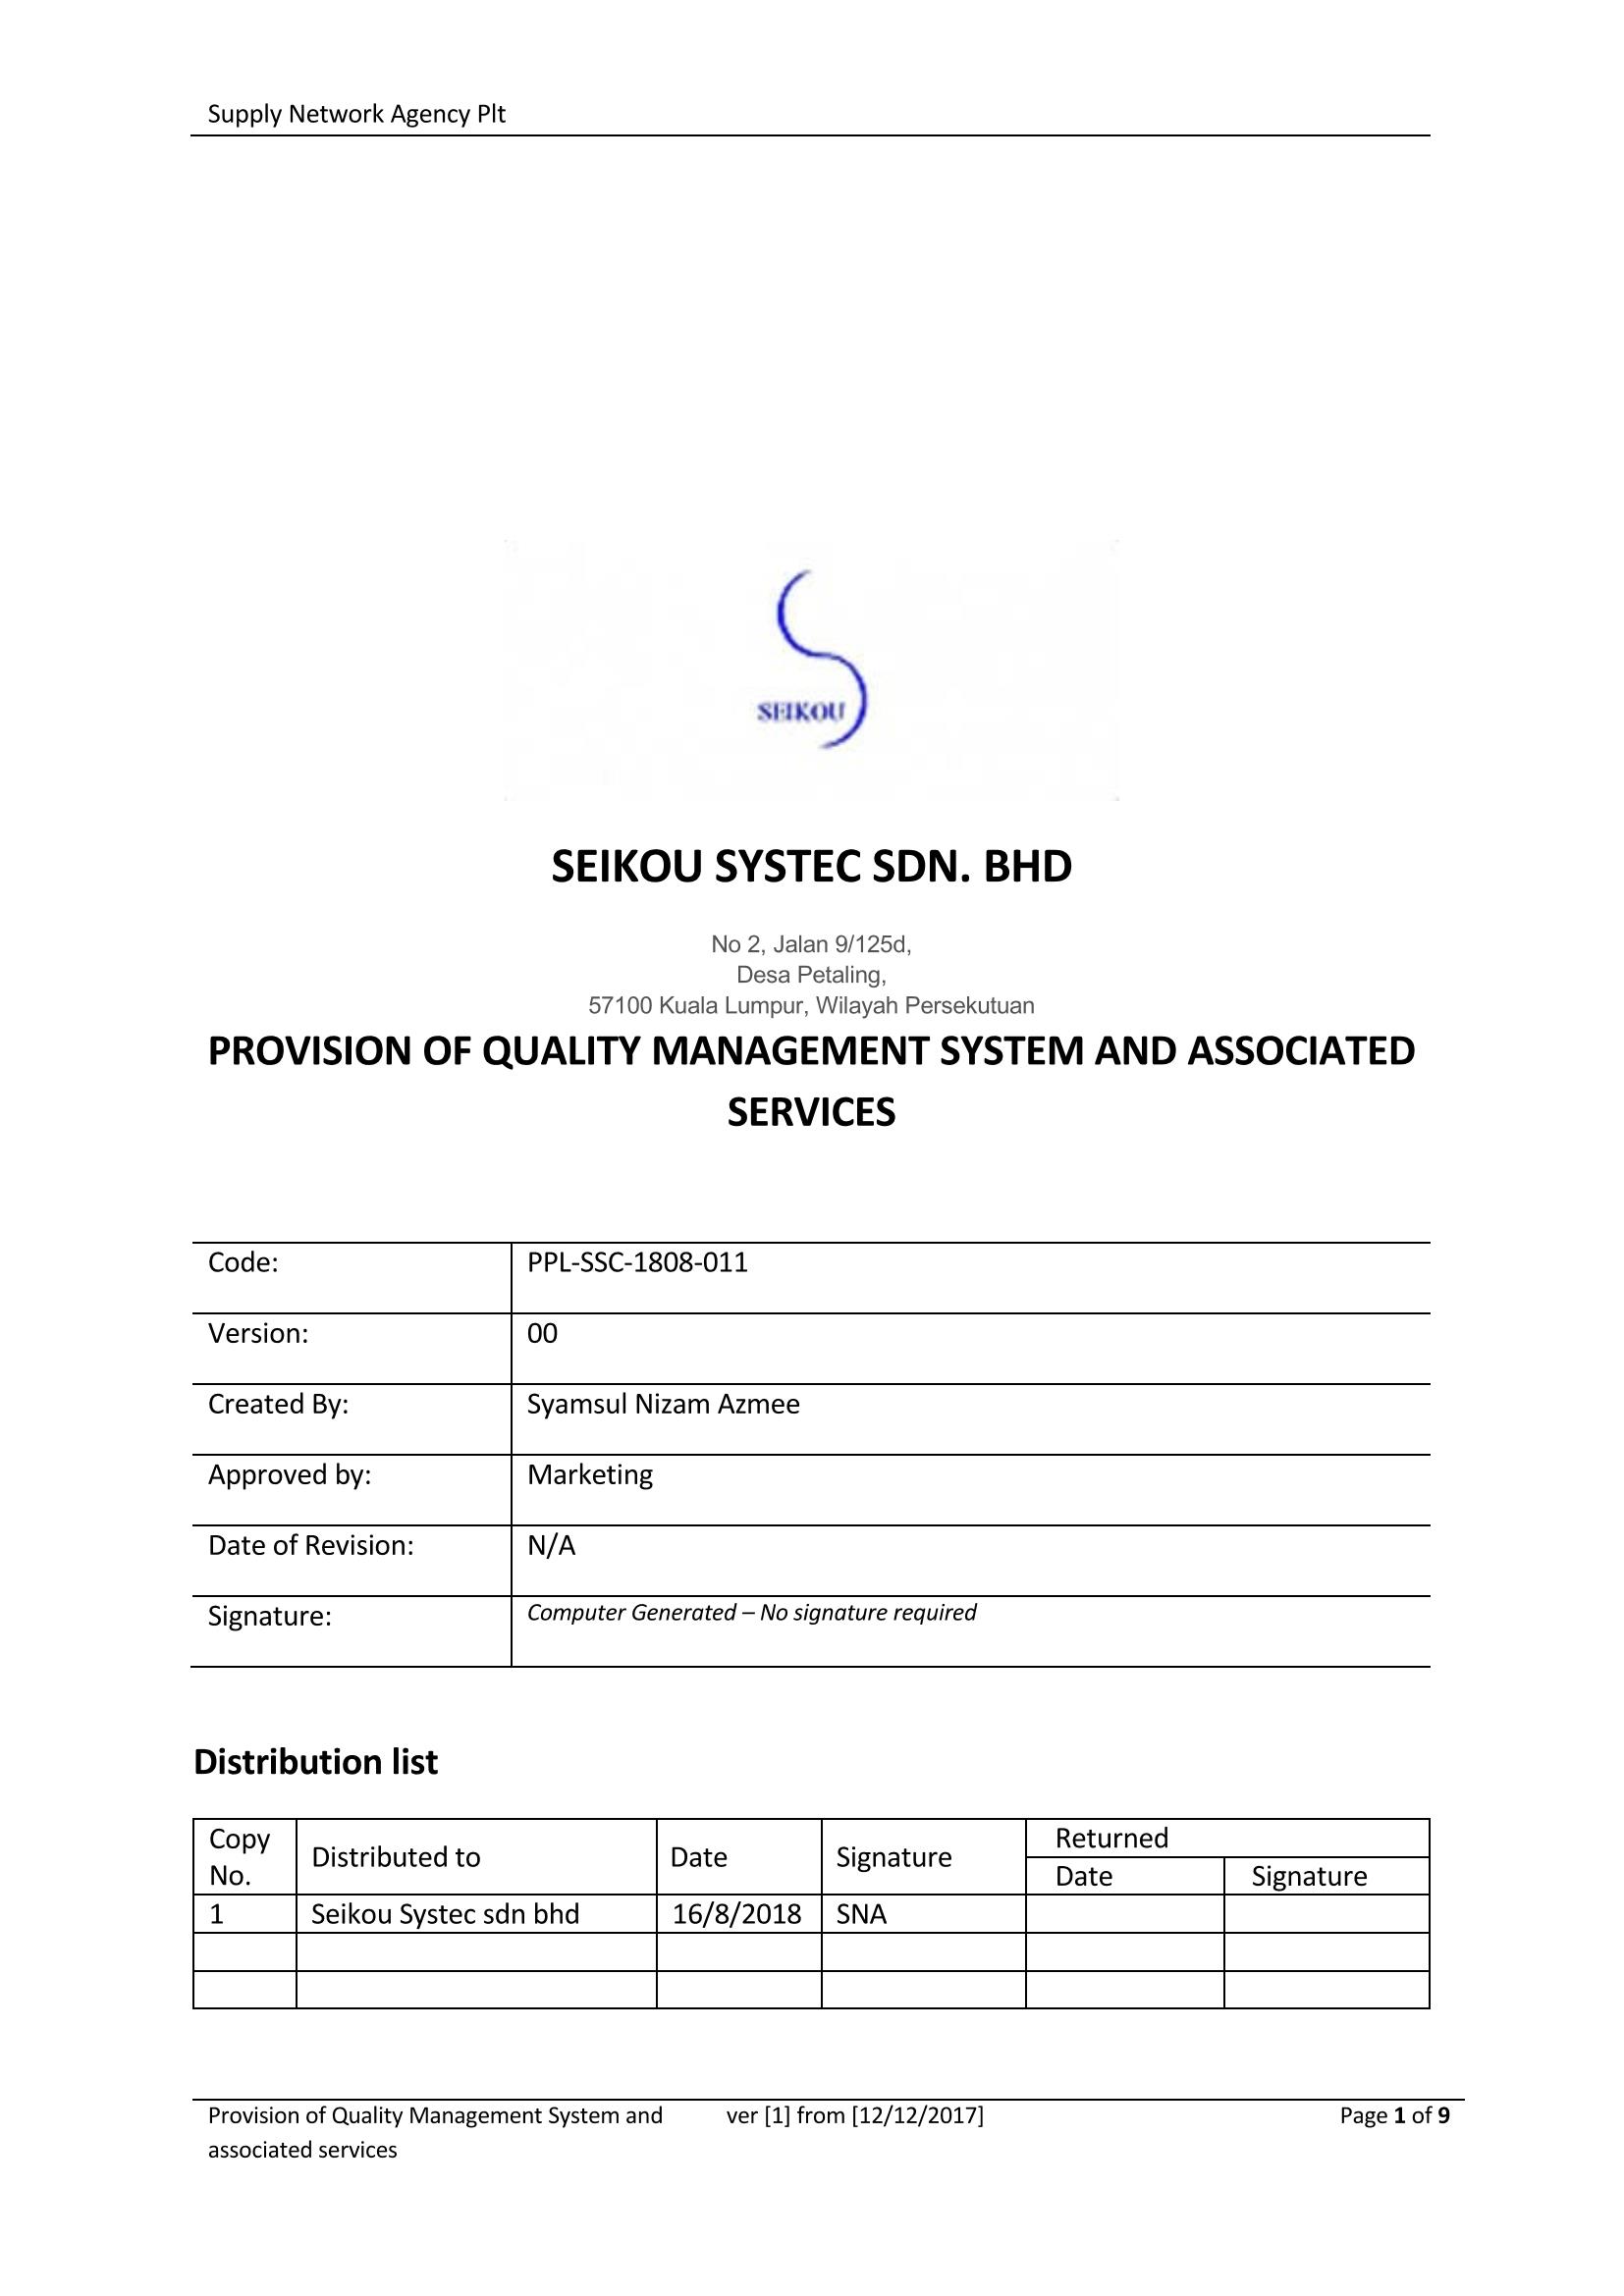 Supply Network Agency Plt
SEIKOU
SEIKOU SYSTEC SDN. BHD
No 2, Jalan 9/125d,
Desa Petaling,
57100 Kuala Lumpur, Wilayah Persekutuan
PROVISION OF QUALITY MANAGEMENT SYSTEM AND ASSOCIATED
SERVICES
Code: PPL-SSC-1808-011
Version: 00
Created By: Syamsul Nizam Azmee
Approved by: Marketing
Date of Revision: N/A
Signature: Computer Generated – No signature required
Distribution list
Copy No. Distributed to Date Signature Returned
Date Signature
1 Seikou Systec sdn bhd 16/8/2018 SNA
Provision of Quality Management System and ver [1] from [12/12/2017] Page 1 of 9
associated services